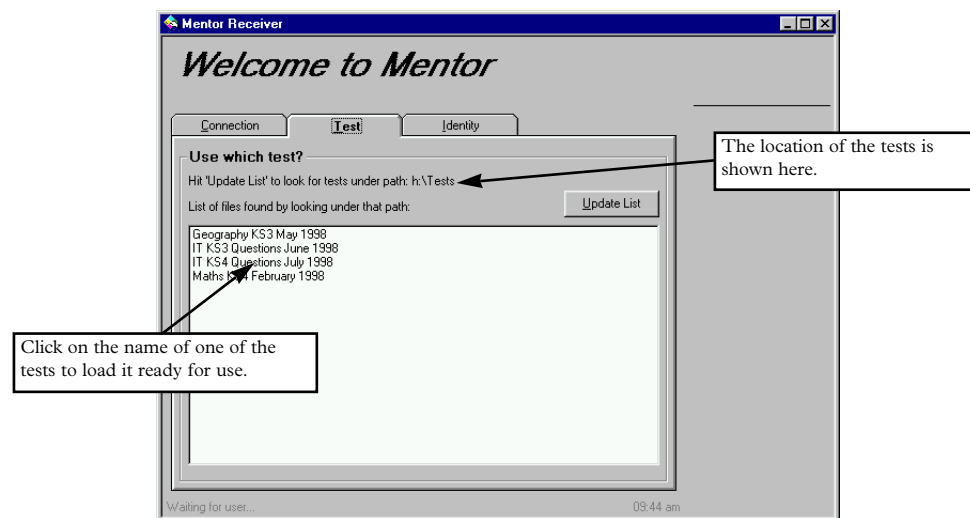 Mentor Receiver
Welcome to Mentor
Connection
Test
Identity
Use which test?
Hit 'Update List' to look for tests under path: h:\Tests
The location of the tests is
shown here.
List of files found by looking under that path:
Update List
Geography KS3 May 1998
IT KS3 Questions June 1998
IT KS4 Questions July 1998
Maths KS4 February 1998
Click on the name of one of the
tests to load it ready for use.
Waiting for user...
09:44 am